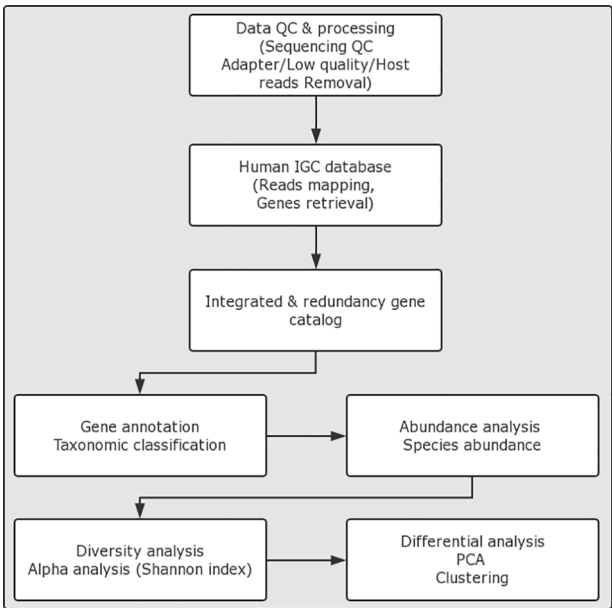 Data QC & processing
(Sequencing QC
Adapter/Low quality/Host
reads Removal)
Human IGC database
(Reads mapping,
Genes retrieval)
Integrated & redundancy gene
catalog
Gene annotation
Taxonomic classification
Abundance analysis
Species abundance
Diversity analysis
Alpha analysis (Shannon index)
Differential analysis
PCA
Clustering